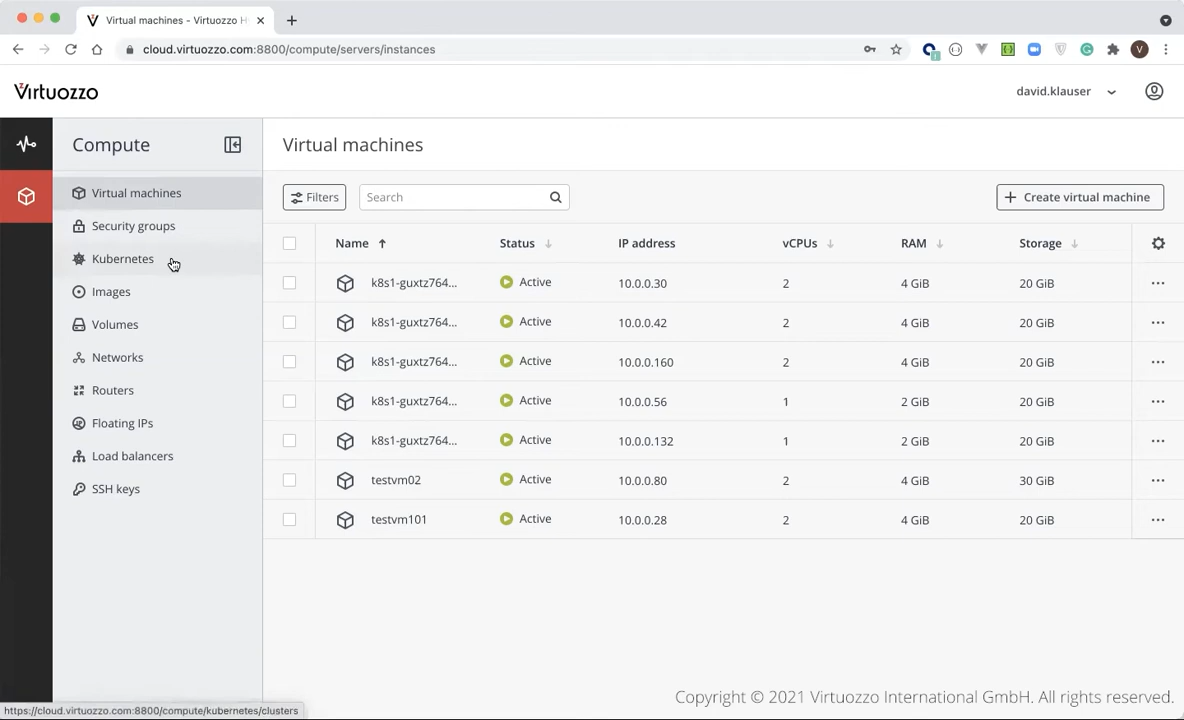 Virtuozzo
Virtual machines - Virtuozzo H
cloud.virtuozzo.com:8800/compute/servers/instances
1
V
Virtuozzo
david.klauser
Compute
Virtual machines
Virtual machines
Security groups
Kubernetes
Images
Volumes
Networks
Routers
Floating IPs
Load balancers
SSH keys
Filters
Search
Create virtual machine
Name Status IP address vCPUs RAM Storage
k8s1-guxtz764... Active 10.0.0.30 2 4 GiB 20 GiB
k8s1-guxtz764... Active 10.0.0.42 2 4 GiB 20 GiB
k8s1-guxtz764... Active 10.0.0.160 2 4 GiB 20 GiB
k8s1-guxtz764... Active 10.0.0.56 1 2 GiB 20 GiB
k8s1-guxtz764... Active 10.0.0.132 1 2 GiB 20 GiB
testvm02 Active 10.0.0.80 2 4 GiB 30 GiB
testvm101 Active 10.0.0.28 2 4 GiB 20 GiB
Copyright © 2021 Virtuozzo International GmbH. All rights reserved.
https://cloud.virtuozzo.com:8800/compute/kubernetes/clusters